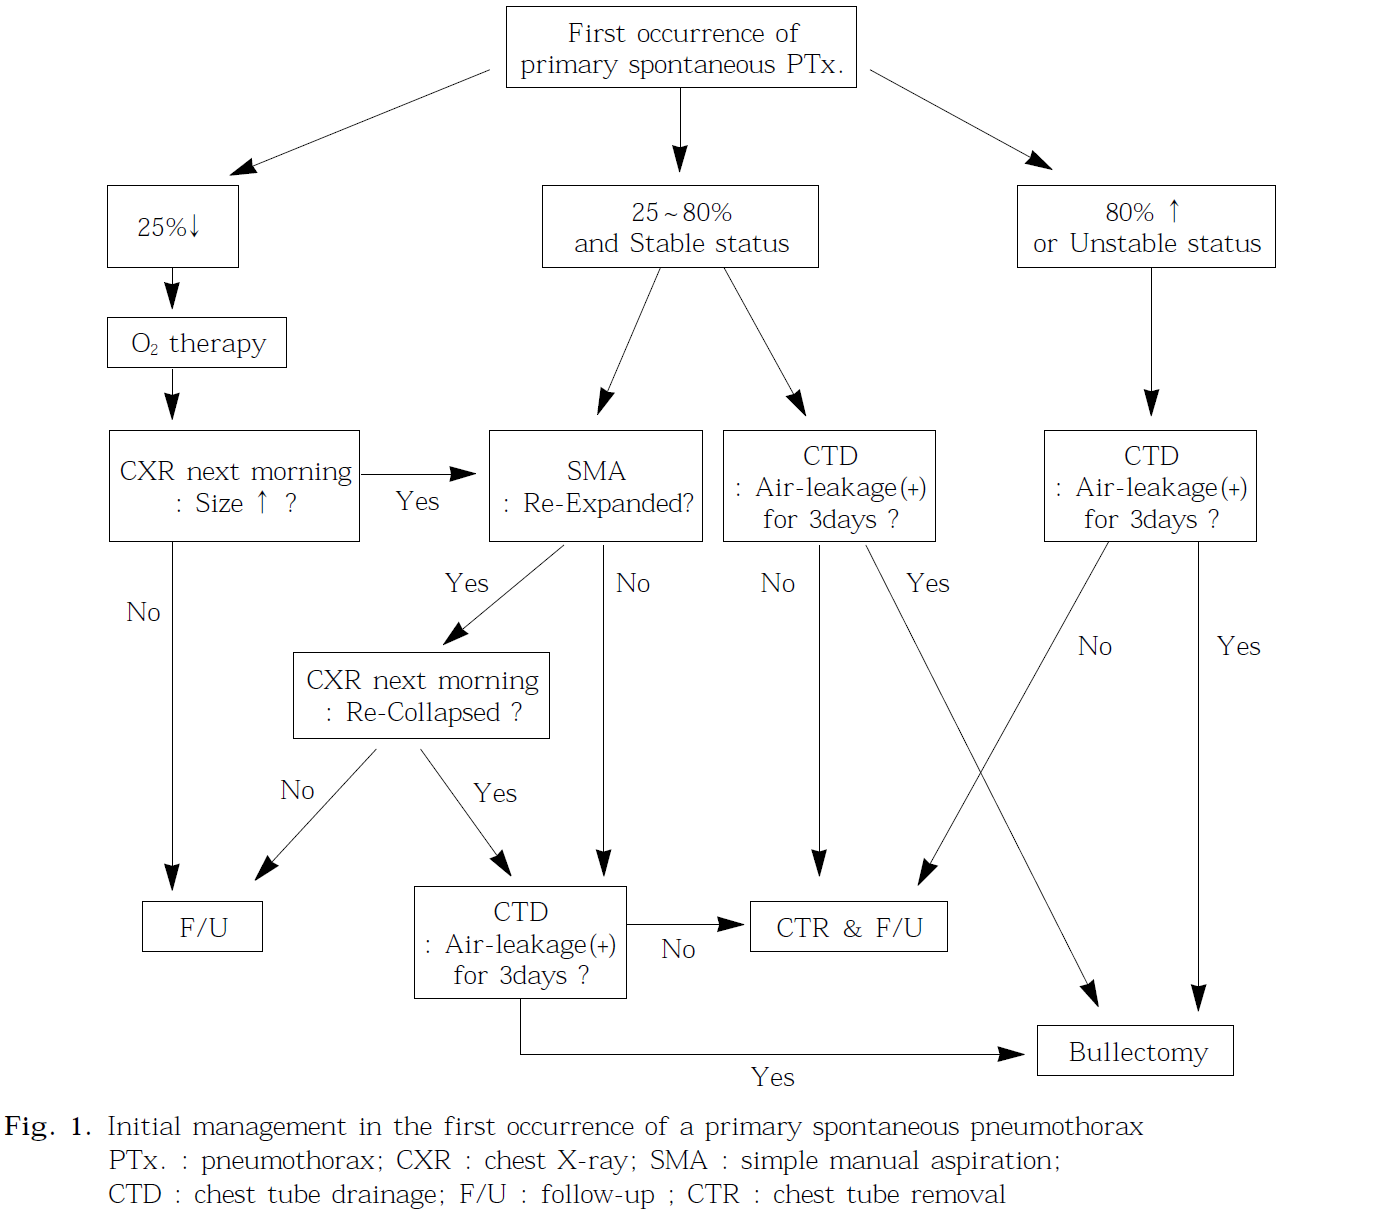 First occurrence of
primary spontaneous PTx.
25%↓
25~80%
and Stable status
80% ↑
or Unstable status
O₂ therapy
CXR next morning
: Size ↑ ?
Yes
SMA
: Re-Expanded?
CTD
: Air-leakage(+)
for 3days ?
CTD
: Air-leakage(+)
for 3days ?
No
Yes
No
No
Yes
No
Yes
CXR next morning
: Re-Collapsed ?
No
Yes
F/U
CTD
: Air-leakage(+)
for 3days ?
No
CTR & F/U
Yes
Bullectomy
Fig. 1. Initial management in the first occurrence of a primary spontaneous pneumothorax
PTx. : pneumothorax; CXR : chest X-ray; SMA : simple manual aspiration;
CTD : chest tube drainage; F/U : follow-up ; CTR : chest tube removal